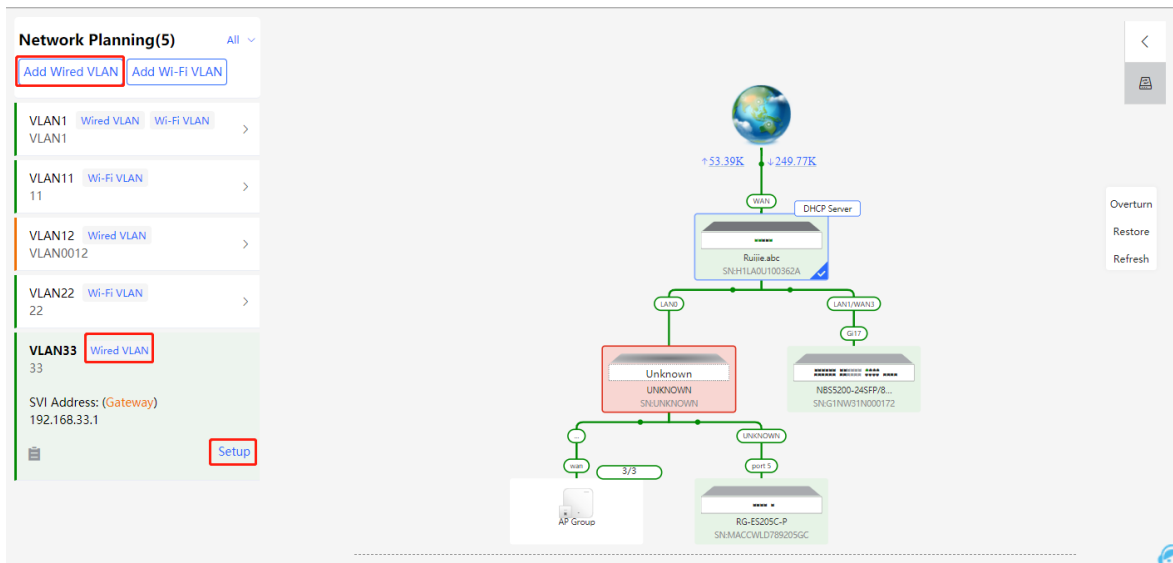 Network Planning(5)
All
Add Wired VLAN
Add Wi-Fi VLAN
VLAN1 Wired VLAN Wi-Fi VLAN
VLAN1
VLAN11 Wi-Fi VLAN
11
VLAN12 Wired VLAN
VLAN0012
VLAN22 Wi-Fi VLAN
22
VLAN33 Wired VLAN
33
SVI Address: (Gateway)
192.168.33.1
Setup
↑53.39K ↓249.77K
WAN
DHCP Server
Ruijie.abc
SN:H1LA0U100362A
LAN0
LAN1/WAN3
Gi17
Unknown
UNKNOWN
SN:UNKNOWN
NBS5200-24SFP/8...
SN:G1NW31N000172
...
UNKNOWN
wan
3/3
port 5
AP Group
RG-ES205C-P
SN:MACCWLD789205GC
Overturn
Restore
Refresh